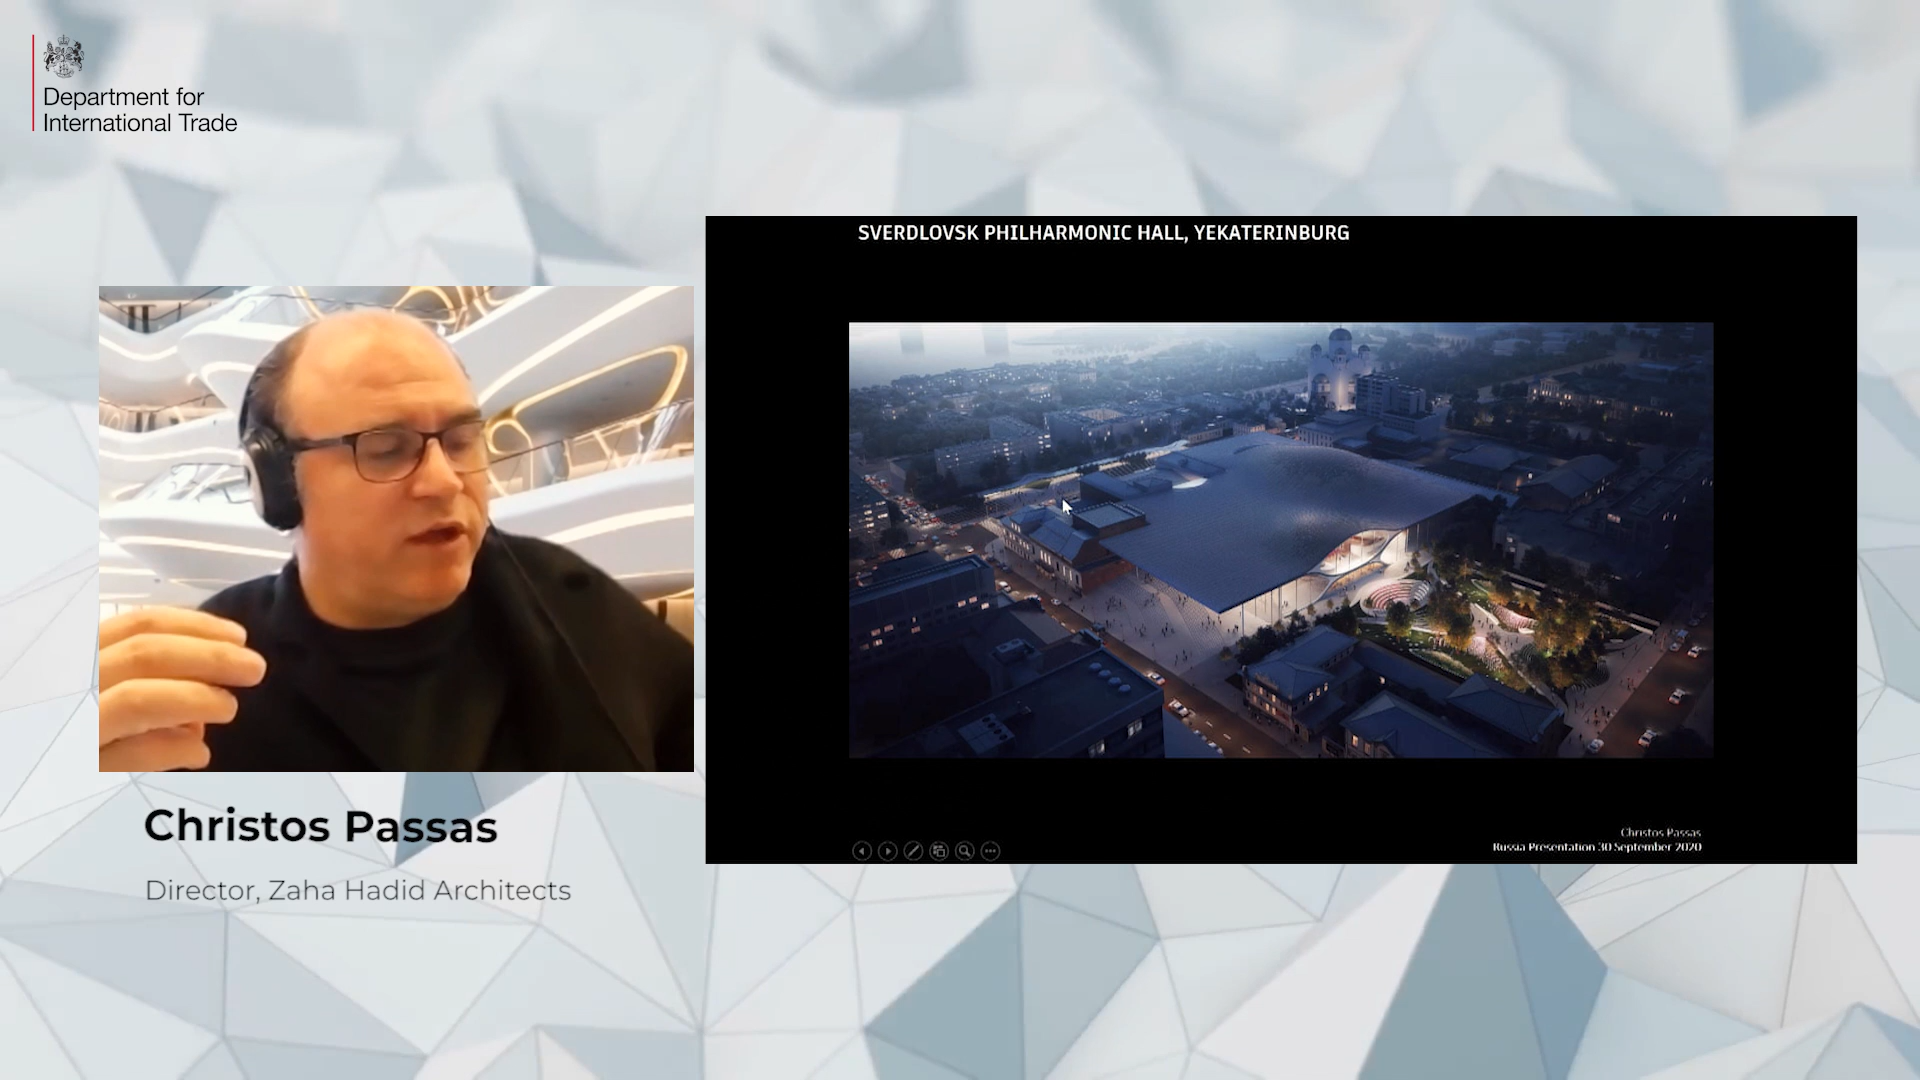 Department for
International Trade
SVERDLOVSK PHILHARMONIC HALL, YEKATERINBURG
Christos Passas
Director, Zaha Hadid Architects
Christos Passas
Russia Presentation 30 September 2020